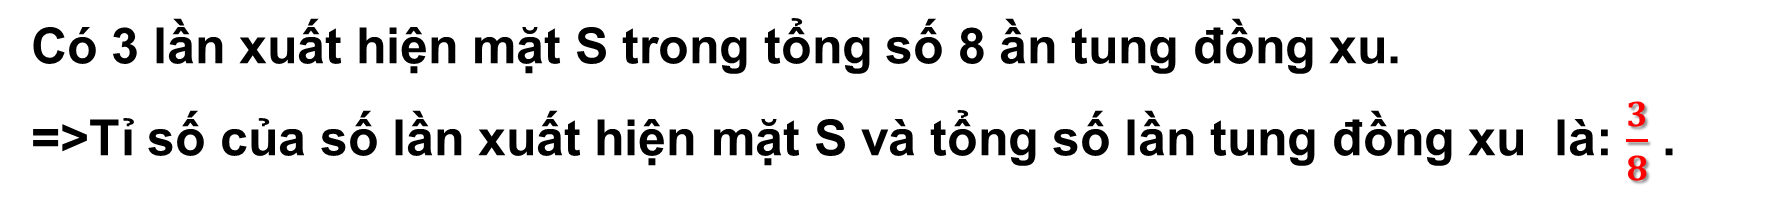 Có 3 lần xuất hiện mặt S trong tổng số 8 ần tung đồng xu.
=>Tỉ số của số lần xuất hiện mặt S và tổng số lần tung đồng xu  là: 3/8 .